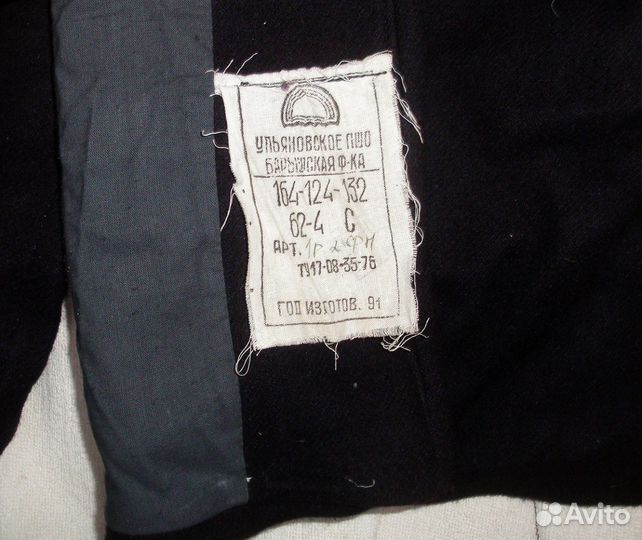 УЛЬЯНОВСКОЕ ПШО
БАРЫШСКАЯ Ф-КА
164-124-132
62-4 С
АРТ.
ТУ17-08-35-76
ГОД ИЗГОТОВ. 91
Avito